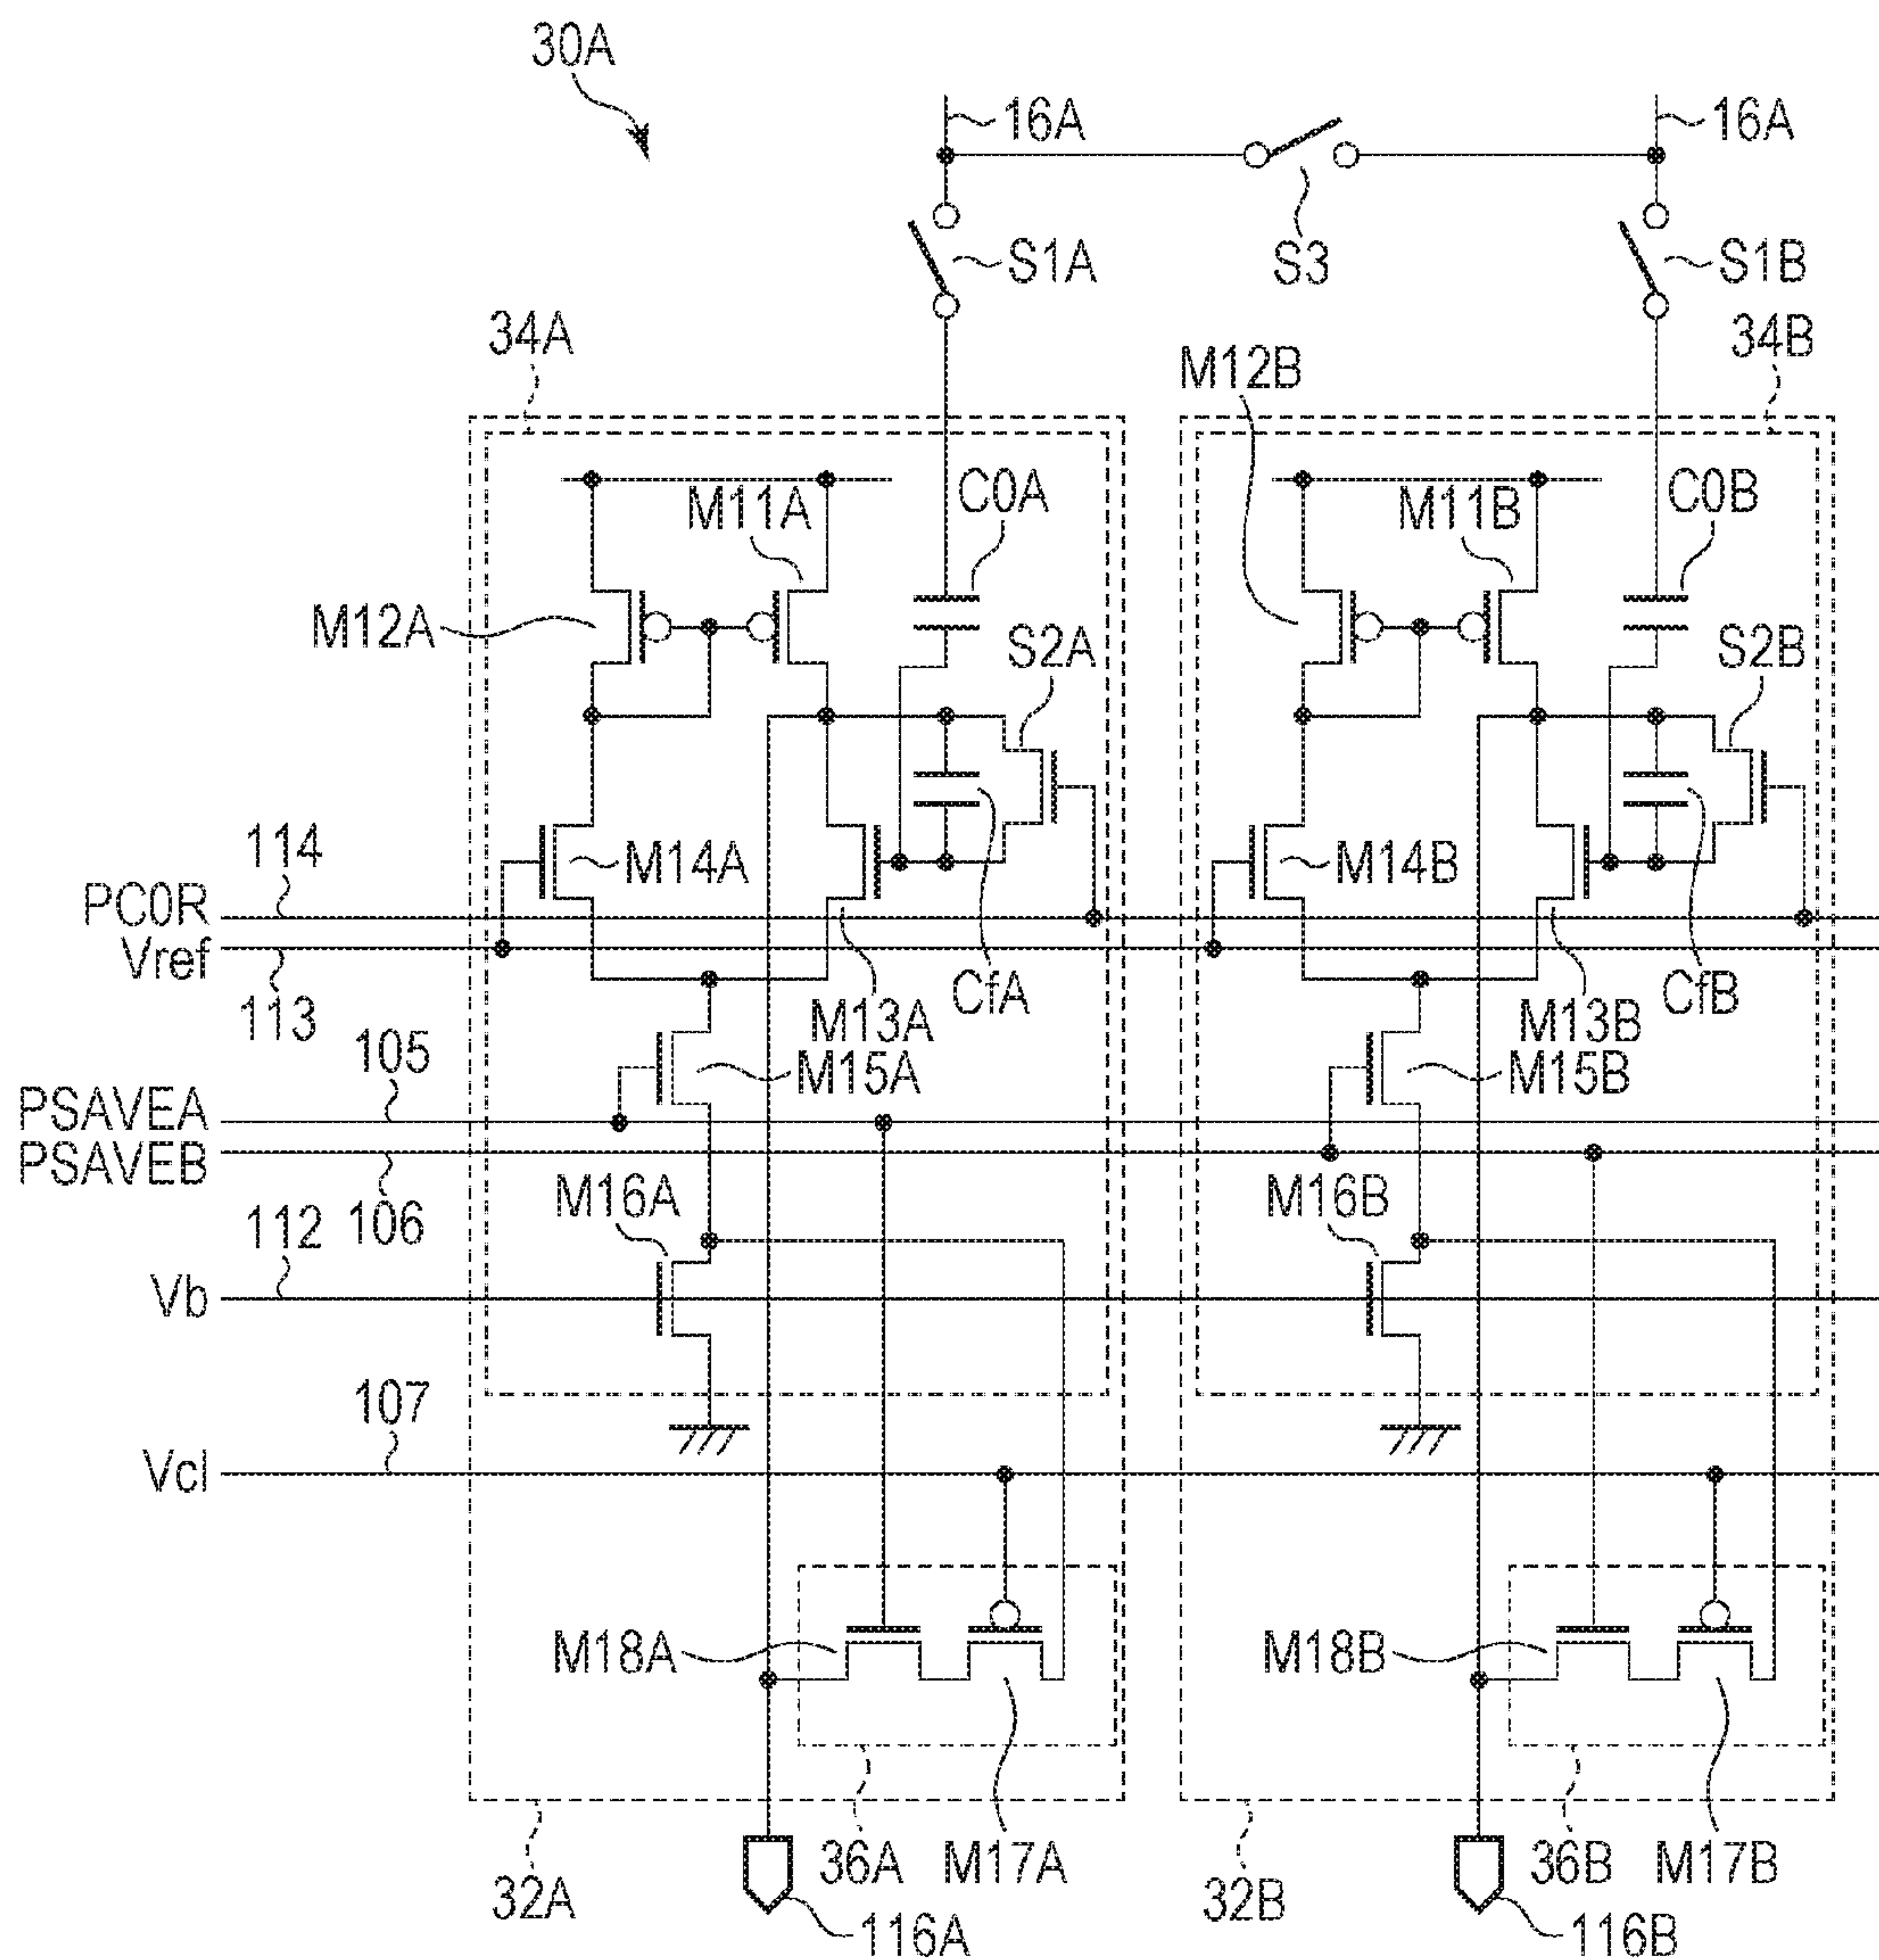 30A
16A
16A
S1A
S3
S1B
34A
34B
M12B
M11A
C0A
M11B
C0B
M12A
S2A
S2B
114
M14A
M14B
PC0R
Vref
113
CfA
CfB
M13A
M13B
105
M15A
M15B
PSAVEA
PSAVEB
106
M16A
M16B
112
Vb
107
Vcl
M18A
M18B
36A
M17A
36B
M17B
32A
32B
116A
116B